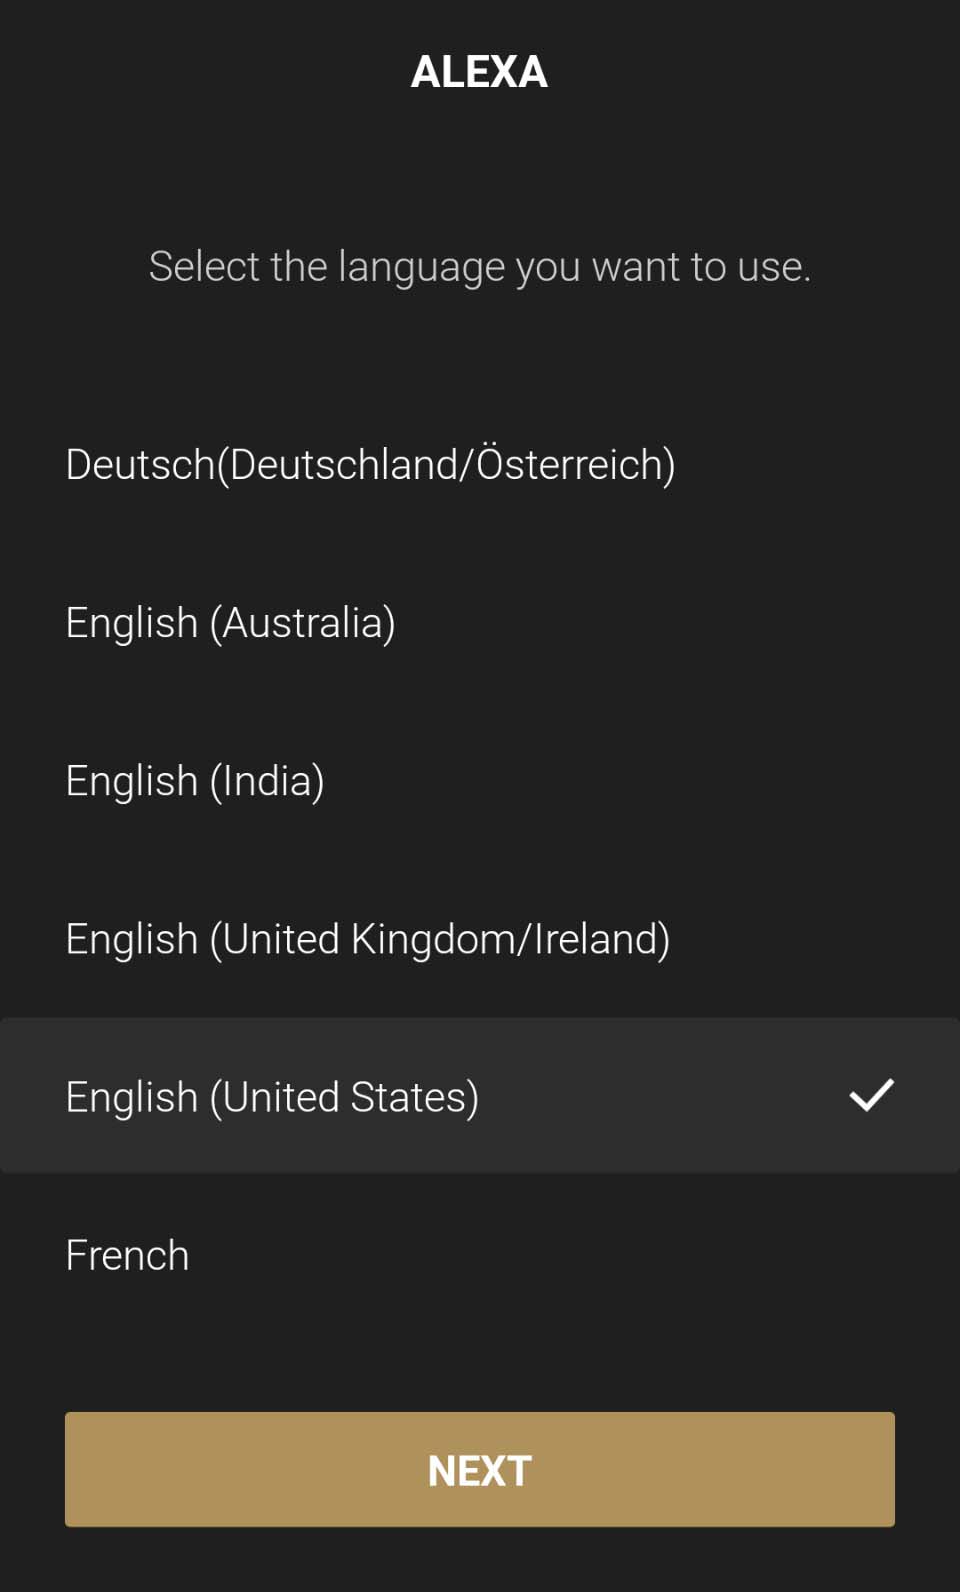 ALEXA
Select the language you want to use.
Deutsch(Deutschland/Österreich)
English (Australia)
English (India)
English (United Kingdom/Ireland)
English (United States)
French
NEXT